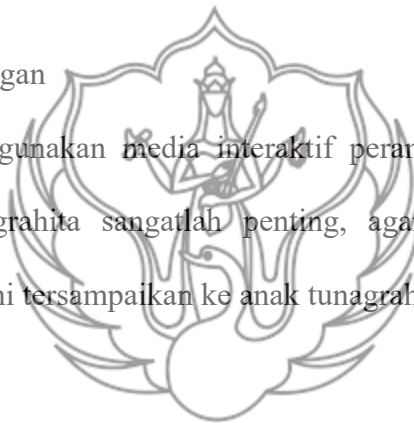 gan
gunakan media interaktif peran
grahita sangatlah penting, aga
ni tersampaikan ke anak tunagrah